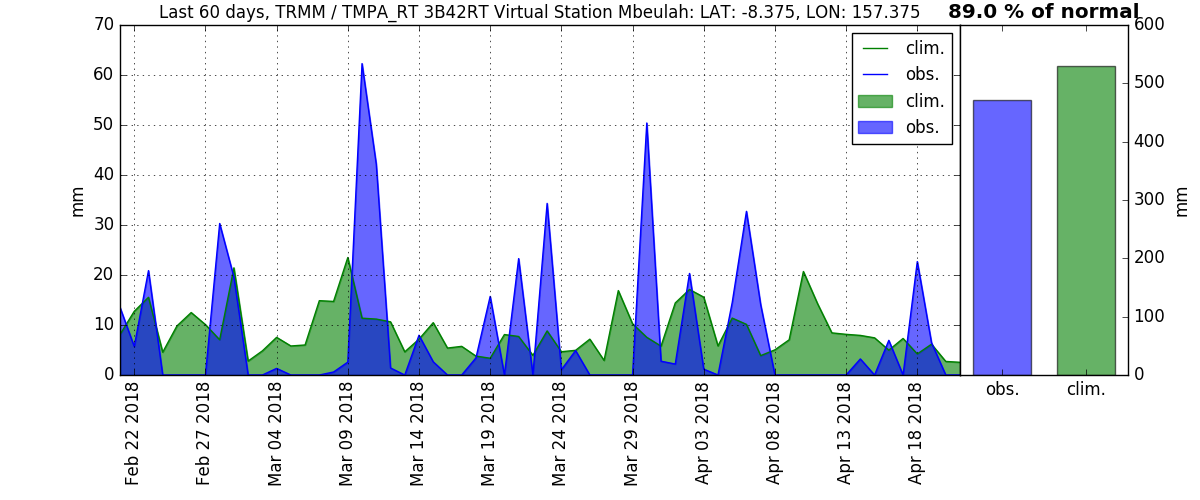 Last 60 days, TRMM / TMPA_RT 3B42RT Virtual Station Mbeulah: LAT: -8.375, LON: 157.375
89.0 % of normal
70
60
50
40
30
20
10
0
mm
clim.
obs.
clim.
obs.
600
500
400
300
200
100
0
mm
obs.
clim.
Feb 22 2018
Feb 27 2018
Mar 04 2018
Mar 09 2018
Mar 14 2018
Mar 19 2018
Mar 24 2018
Mar 29 2018
Apr 03 2018
Apr 08 2018
Apr 13 2018
Apr 18 2018